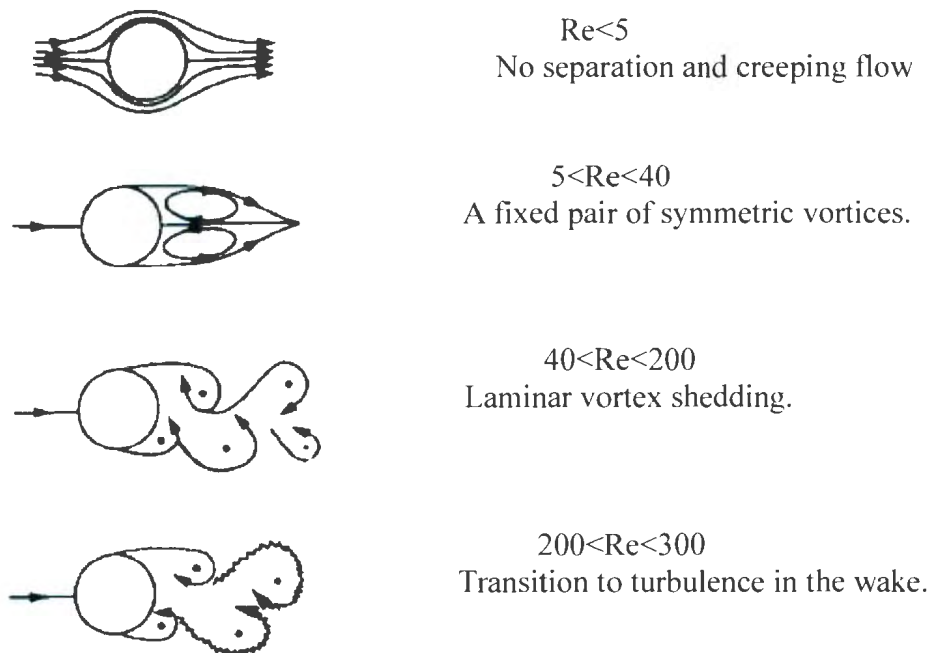 Re<5
No separation and creeping flow
5<Re<40
A fixed pair of symmetric vortices.
40<Re<200
Laminar vortex shedding.
200<Re<300
Transition to turbulence in the wake.